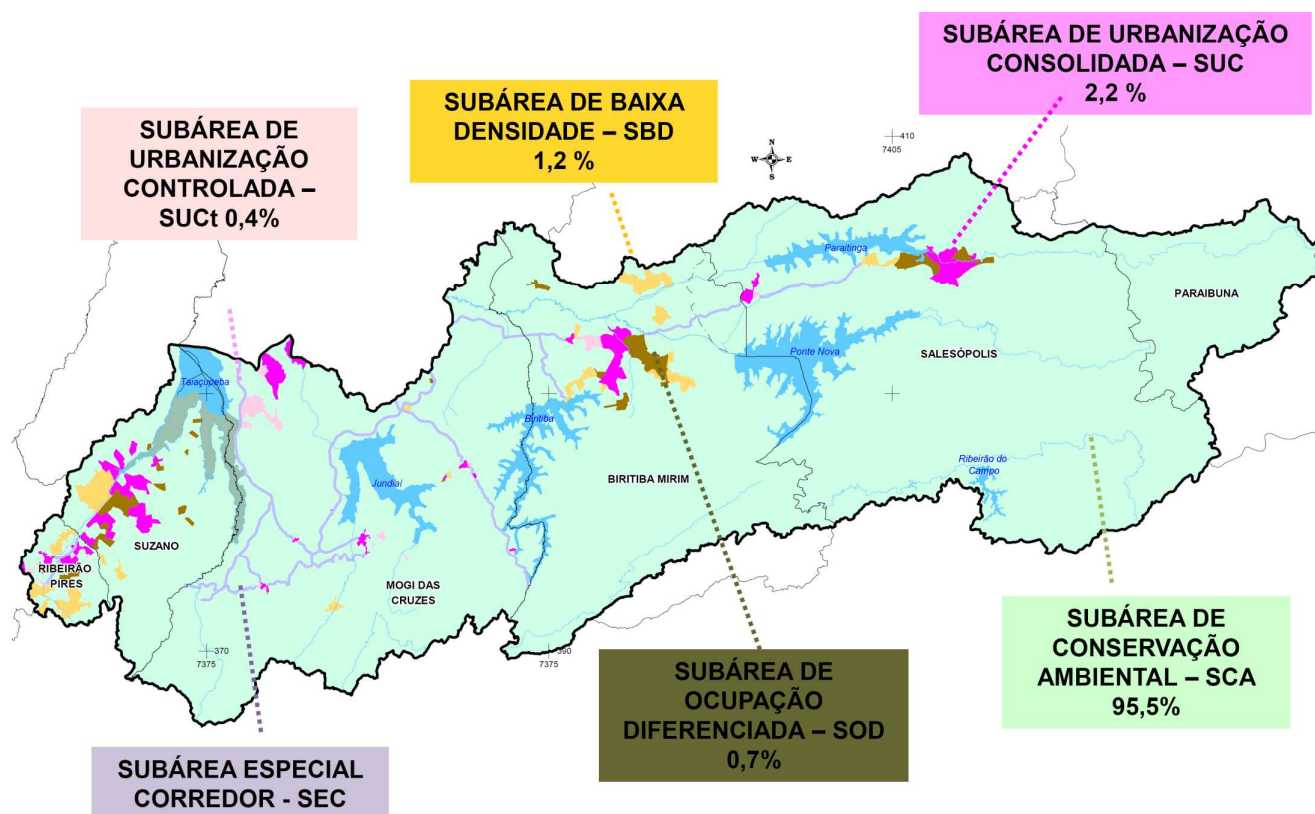 SUBÁREA DE URBANIZAÇÃO
CONSOLIDADA – SUC
2,2 %
SUBÁREA DE BAIXA
DENSIDADE – SBD
1,2 %
SUBÁREA DE
URBANIZAÇÃO
CONTROLADA –
SUCt 0,4%
N
W E
S
410
7405
Paraitinga
PARAIBUNA
Ponte Nova
SALESÓPOLIS
Taiaçupeba
Biritiba
Ribeirão do
Campo
Jundiaí
BIRITIBA MIRIM
SUZANO
RIBEIRÃO
PIRES
MOGI DAS
CRUZES
370
7375
390
7375
SUBÁREA DE
CONSERVAÇÃO
AMBIENTAL – SCA
95,5%
SUBÁREA DE
OCUPAÇÃO
DIFERENCIADA – SOD
0,7%
SUBÁREA ESPECIAL
CORREDOR - SEC